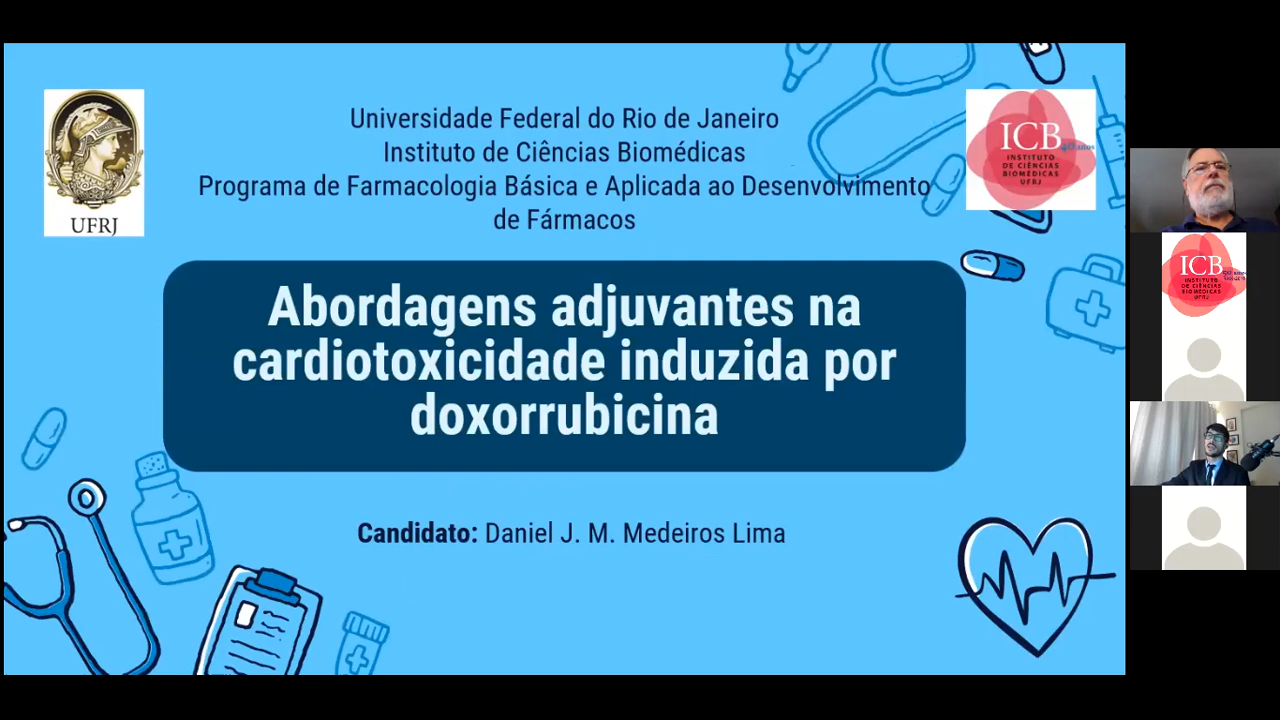 Universidade Federal do Rio de Janeiro
Instituto de Ciências Biomédicas
Programa de Farmacologia Básica e Aplicada ao Desenvolvimento
de Fármacos
UFRJ
ICB
INSTITUTO
DE CIÊNCIAS
BIOMÉDICAS
UFRJ
Abordagens adjuvantes na
cardiotoxicidade induzida por
doxorrubicina
Candidato: Daniel J. M. Medeiros Lima
ICB
INSTITUTO
DE CIÊNCIAS
BIOMÉDICAS
UFRJ